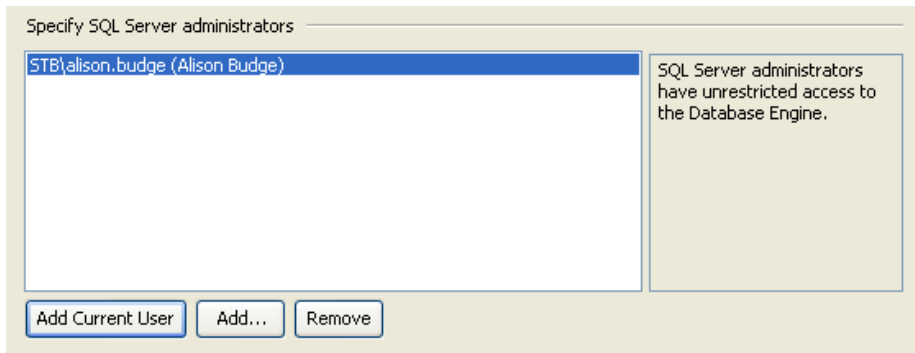 Specify SQL Server administrators
STB\alison.budge (Alison Budge)
SQL Server administrators
have unrestricted access to
the Database Engine.
Add Current User
Add...
Remove